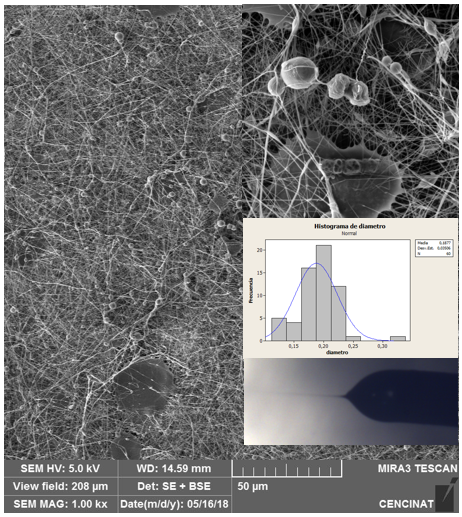 Histograma de diametro
Normal
Media 0,1877
Desv.Est. 0,03506
N 60
Frecuencia
20
15
10
5
0
0,15 0,20 0,25 0,30
diametro
SEM HV: 5.0 kV WD: 14.59 mm MIRA3 TESCAN
View field: 208 µm Det: SE + BSE 50 µm
SEM MAG: 1.00 kx Date(m/d/y): 05/16/18 CENCINAT